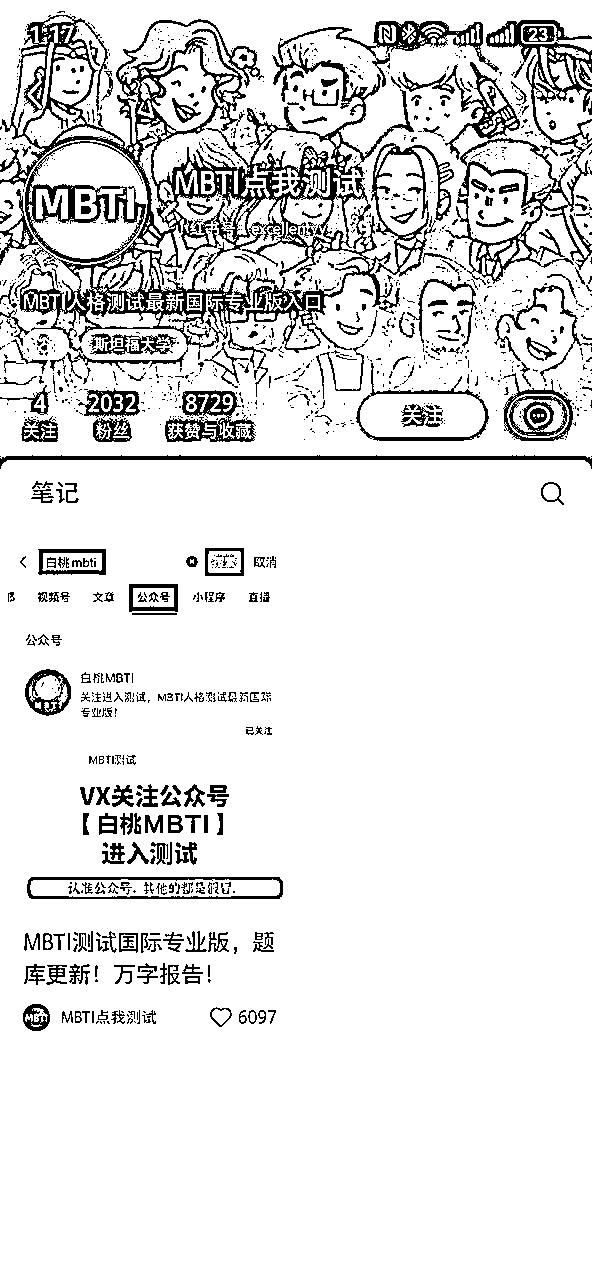 1:17
23
MBTI
MBTI点我测试
MBTI人格测试最新国际专业版入口
斯坦福大学
4 2032 8729
关注 粉丝 获赞与收藏 关注
笔记
白桃mbti 取消
视频号 文章 公众号 小程序 直播
公众号
白桃MBTI
关注进入测试，MBTI人格测试最新国际
专业版！
已关注
MBTI测试
VX关注公众号
【白桃MBTI】
进入测试
认准公众号，其他的都是假冒.
MBTI测试国际专业版，题
库更新！万字报告！
MBTI点我测试 6097